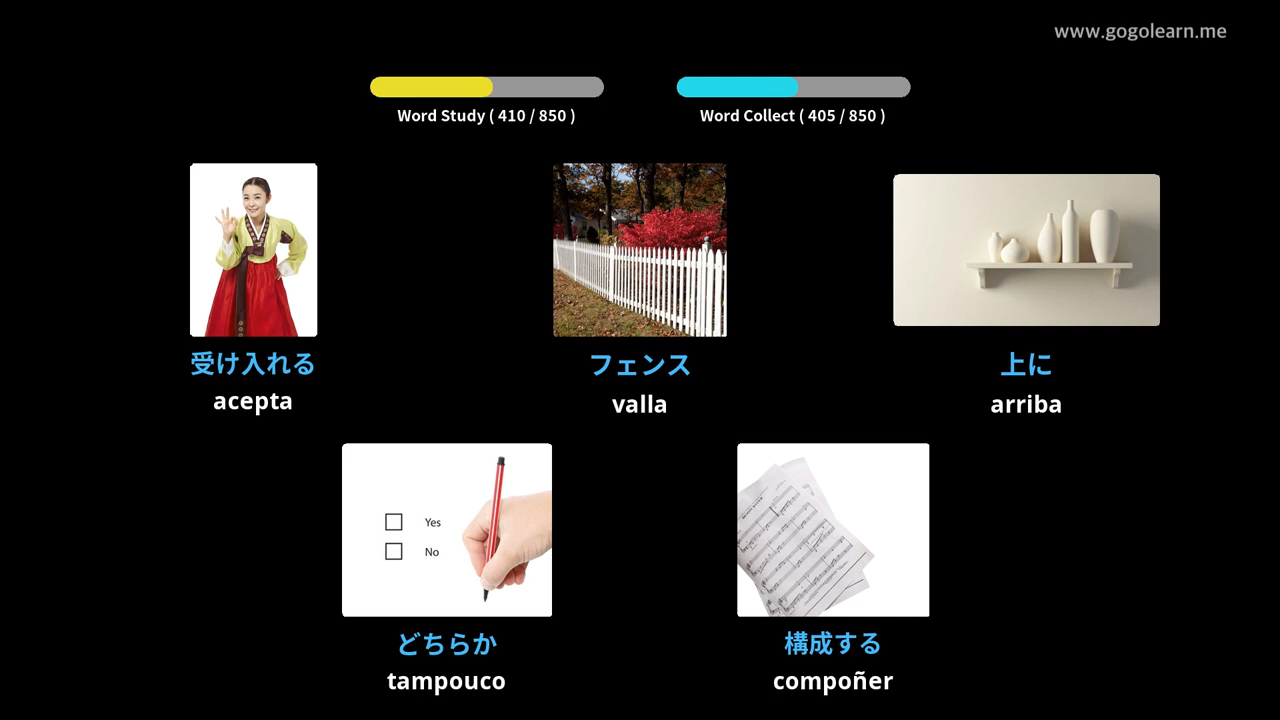 www.gogolearn.me
Word Study ( 410 / 850 )
Word Collect ( 405 / 850 )
受け入れる
acepta
フェンス
valla
上に
arriba
Yes
No
どちらか
tampouco
構成する
compoñer